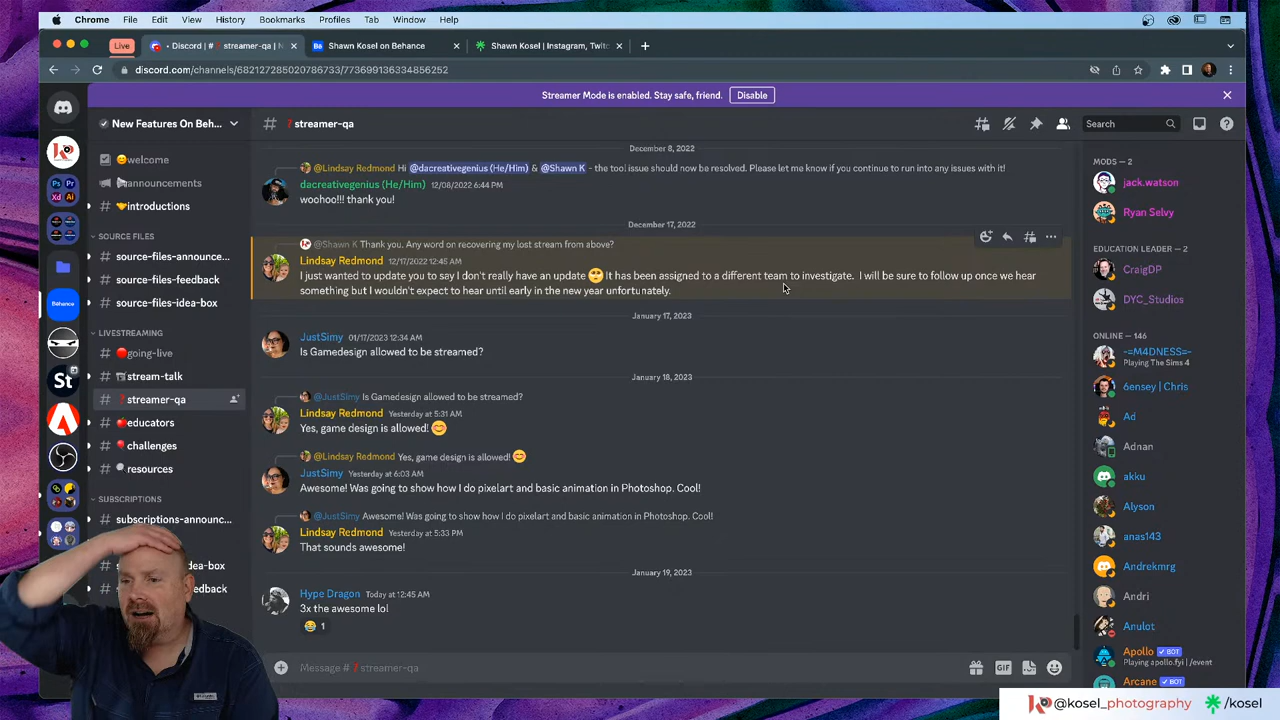 Chrome File Edit View History Bookmarks Profiles Tab Window Help
Live
• Discord | # streamer-qa | N
Bē Shawn Kosel on Behance
Shawn Kosel | Instagram, Twitc
discord.com/channels/682127285020786733/773699136334856252
Streamer Mode is enabled. Stay safe, friend. Disable
New Features On Beh...
# streamer-qa
Search
welcome
announcements
# introductions
SOURCE FILES
# source-files-announce...
# source-files-feedback
# source-files-idea-box
LIVESTREAMING
# going-live
# stream-talk
# streamer-qa
# educators
# challenges
# resources
SUBSCRIPTIONS
# subscriptions-announc...
-idea-box
eedback
Ps Pr
Xd Ai
Bēhance
St
December 8, 2022
@Lindsay Redmond Hi @dacreativegenius (He/Him) & @Shawn K - the tool issue should now be resolved. Please let me know if you continue to run into any issues with it!
dacreativegenius (He/Him) 12/08/2022 6:44 PM
woohoo!!! thank you!
December 17, 2022
@Shawn K Thank you. Any word on recovering my lost stream from above?
Lindsay Redmond 12/17/2022 12:45 AM
I just wanted to update you to say I don't really have an update 🙄 It has been assigned to a different team to investigate. I will be sure to follow up once we hear
something but I wouldn't expect to hear until early in the new year unfortunately.
January 17, 2023
JustSimy 01/17/2023 12:34 AM
Is Gamedesign allowed to be streamed?
January 18, 2023
@JustSimy Is Gamedesign allowed to be streamed?
Lindsay Redmond Yesterday at 5:31 AM
Yes, game design is allowed! 😊
@Lindsay Redmond Yes, game design is allowed! 😊
JustSimy Yesterday at 6:03 AM
Awesome! Was going to show how I do pixelart and basic animation in Photoshop. Cool!
@JustSimy Awesome! Was going to show how I do pixelart and basic animation in Photoshop. Cool!
Lindsay Redmond Yesterday at 5:33 PM
That sounds awesome!
January 19, 2023
Hype Dragon Today at 12:45 AM
3x the awesome lol
😂 1
Message # streamer-qa
GIF
MODS — 2
jack.watson
Ryan Selvy
EDUCATION LEADER — 2
CraigDP
DYC_Studios
ONLINE — 146
-=M4DNESS=-
Playing The Sims 4
6ensey | Chris
Ad
Adnan
akku
Alyson
anas143
Andrekmrg
Andri
Anulot
Apollo BOT
Playing apollo.fyi | /event
Arcane BOT
@kosel_photography /kosel